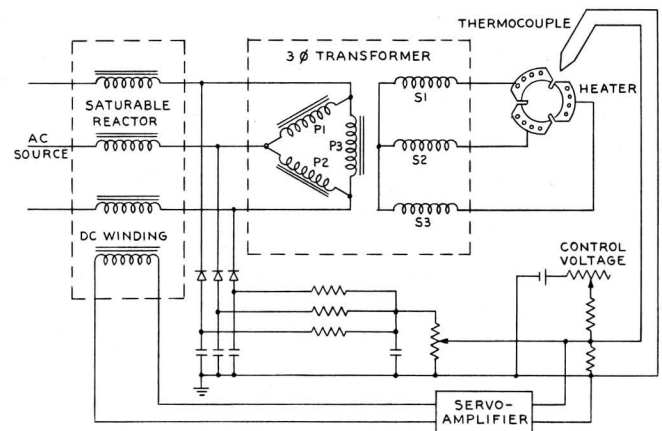 THERMOCOUPLE
3 Ø TRANSFORMER
HEATER
SATURABLE
REACTOR
S1
P1
AC
SOURCE
P3
S2
P2
S3
DC WINDING
CONTROL
VOLTAGE
SERVO-
AMPLIFIER